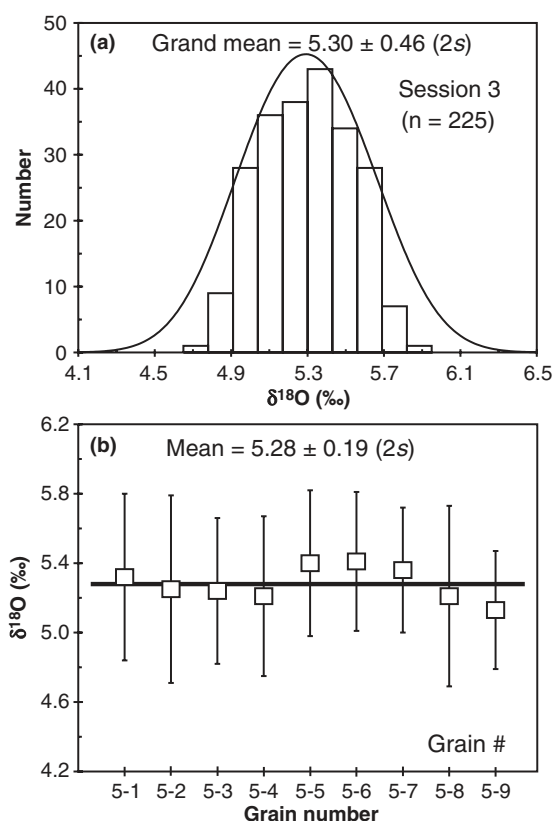 (a) Grand mean = 5.30 ± 0.46 (2s)
Session 3
(n = 225)
Number
50
40
30
20
10
0
4.1 4.5 4.9 5.3 5.7 6.1 6.5
δ18O (‰)
(b) Mean = 5.28 ± 0.19 (2s)
δ18O (‰)
6.2
5.8
5.4
5.0
4.6
4.2
Grain #
5-1 5-2 5-3 5-4 5-5 5-6 5-7 5-8 5-9
Grain number